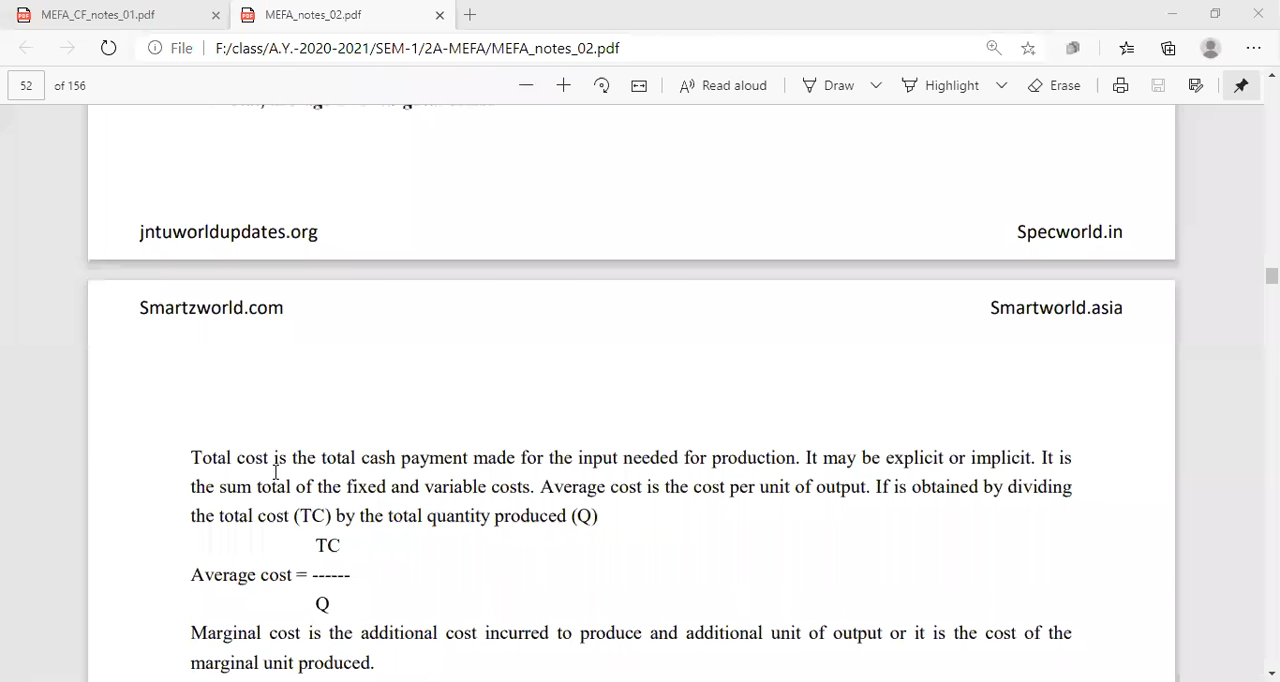 MEFA_CF_notes_01.pdf
MEFA_notes_02.pdf
File
F:/class/A.Y.-2020-2021/SEM-1/2A-MEFA/MEFA_notes_02.pdf
52 of 156
Read aloud
Draw
Highlight
Erase
jntuworldupdates.org
Specworld.in
Smartzworld.com
Smartworld.asia
Total cost is the total cash payment made for the input needed for production. It may be explicit or implicit. It is
the sum total of the fixed and variable costs. Average cost is the cost per unit of output. If is obtained by dividing
the total cost (TC) by the total quantity produced (Q)
TC
Average cost = ------
Q
Marginal cost is the additional cost incurred to produce and additional unit of output or it is the cost of the
marginal unit produced.